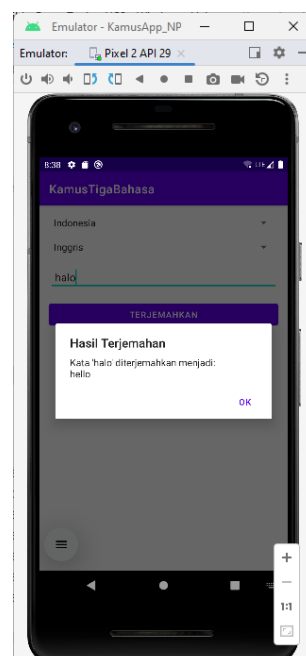 Emulator - KamusApp_NP
Emulator:
Pixel 2 API 29
8:38
LTE
KamusTigaBahasa
Indonesia
Inggris
halo
TERJEMAHKAN
Hasil Terjemahan
Kata 'halo' diterjemahkan menjadi:
hello
OK
1:1